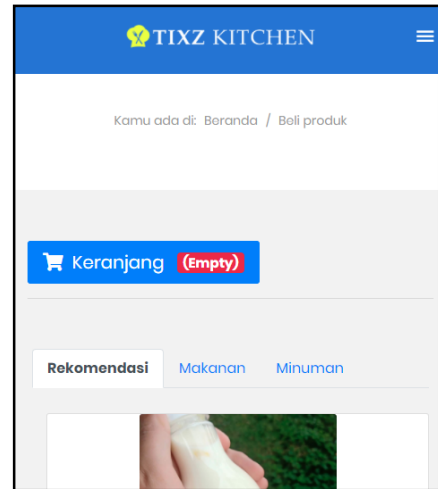 TIXZ KITCHEN
Kamu ada di: Beranda / Beli produk
Keranjang (Empty)
Rekomendasi Makanan Minuman